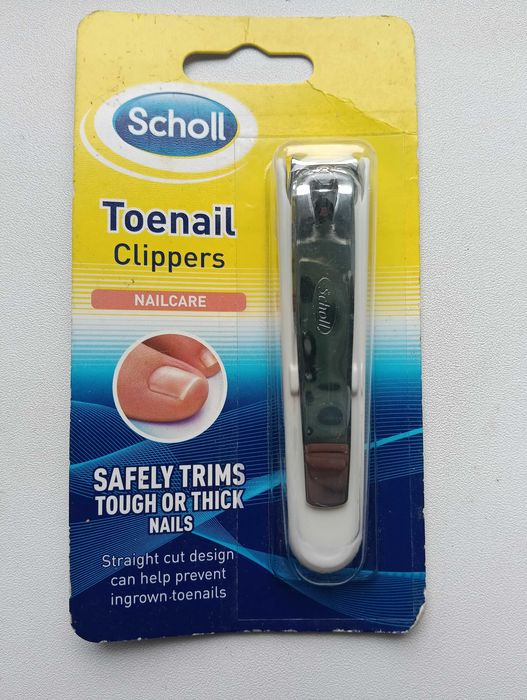 Scholl
Toenail
Clippers
NAILCARE
Scholl
SAFELY TRIMS
TOUGH OR THICK
NAILS
Straight cut design
can help prevent
ingrown toenails